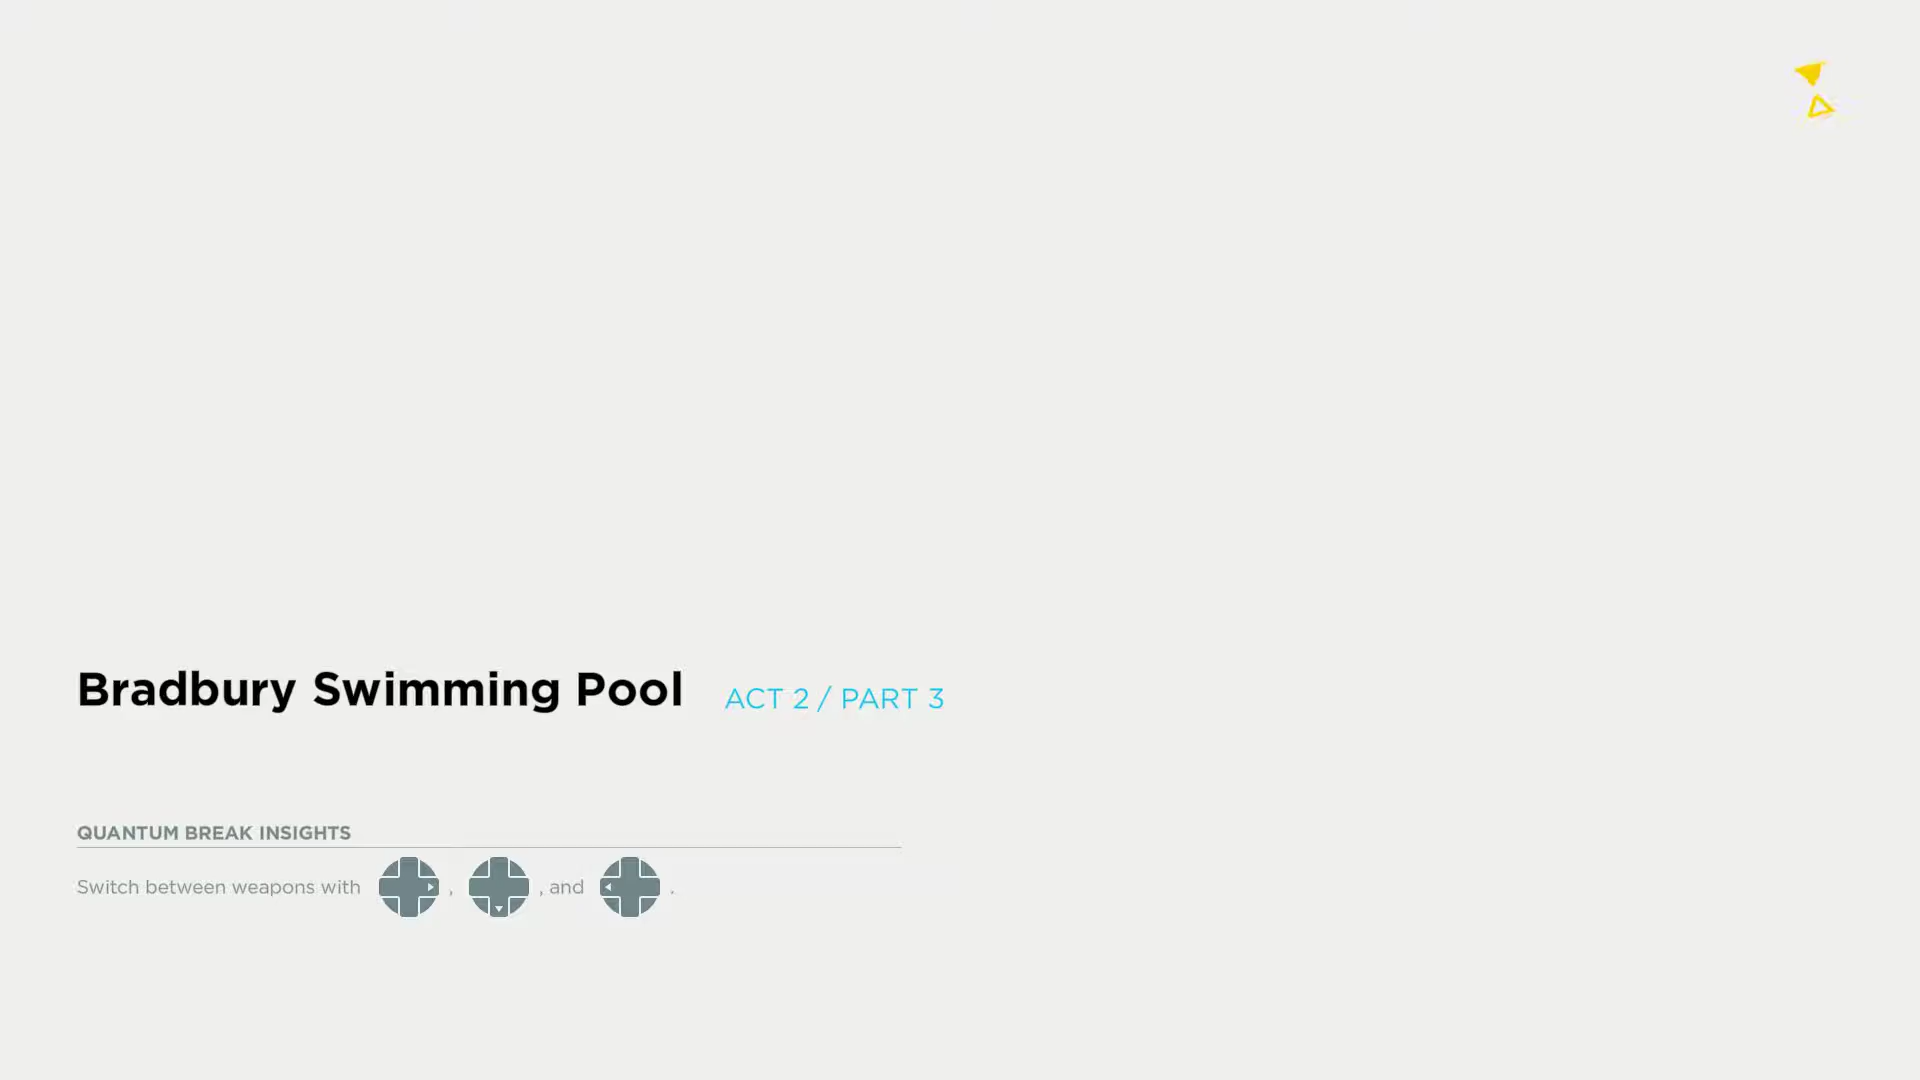 Bradbury Swimming Pool ACT 2 / PART 3
QUANTUM BREAK INSIGHTS
Switch between weapons with , , and .